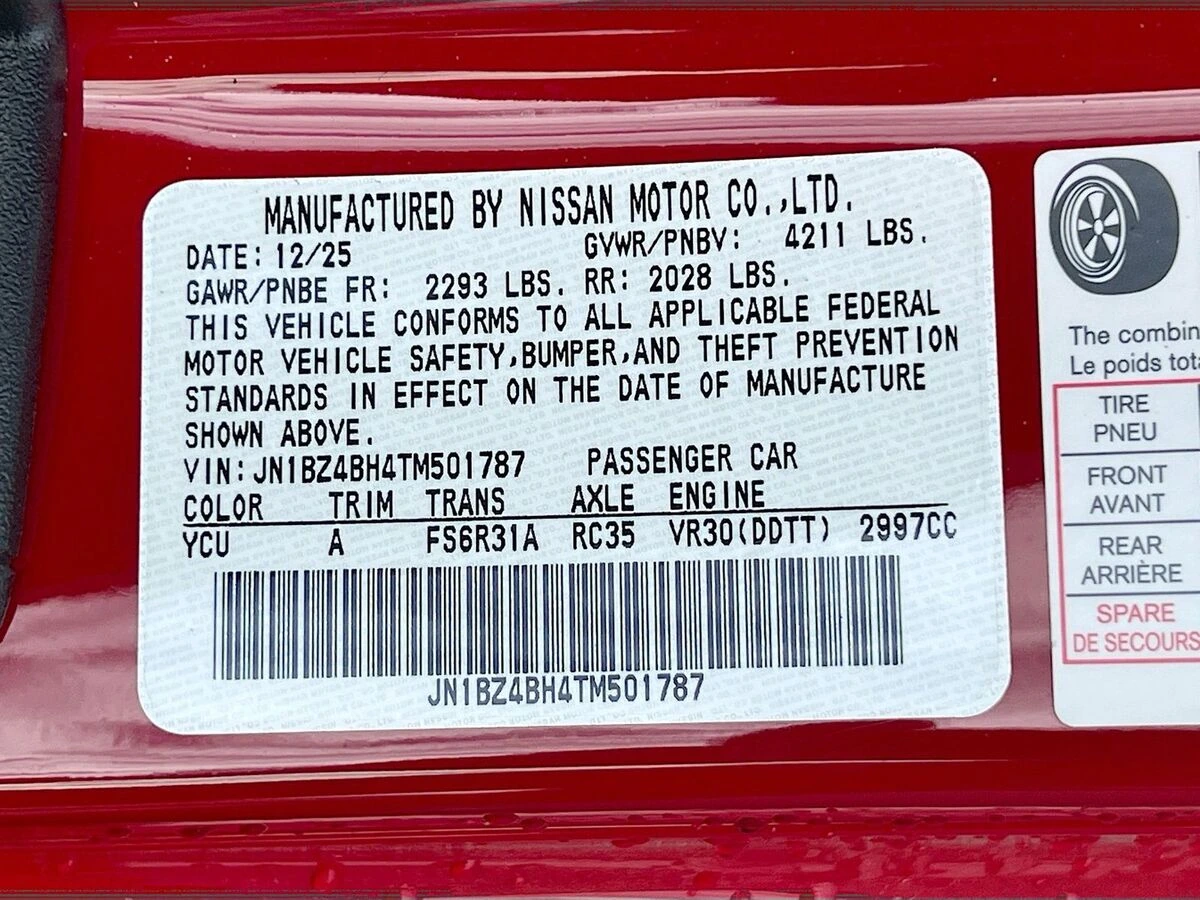 MANUFACTURED BY NISSAN MOTOR CO.,LTD.
DATE: 12/25 GVWR/PNBV: 4211 LBS.
GAWR/PNBE FR: 2293 LBS. RR: 2028 LBS.
THIS VEHICLE CONFORMS TO ALL APPLICABLE FEDERAL
MOTOR VEHICLE SAFETY,BUMPER,AND THEFT PREVENTION
STANDARDS IN EFFECT ON THE DATE OF MANUFACTURE
SHOWN ABOVE.
VIN: JN1BZ4BH4TM501787 PASSENGER CAR
COLOR TRIM TRANS AXLE ENGINE
YCU A FS6R31A RC35 VR30(DDTT) 2997CC
JN1BZ4BH4TM501787
The combin
Le poids tot
TIRE
PNEU
FRONT
AVANT
REAR
ARRIÈRE
SPARE
DE SECOURS